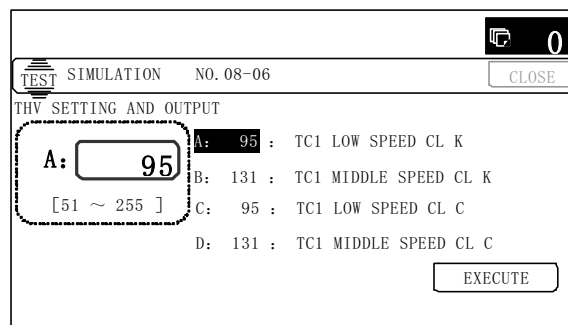 0
TEST SIMULATION NO. 08-06 CLOSE
THV SETTING AND OUTPUT
A: 95
[51 ~ 255 ]
A: 95 : TC1 LOW SPEED CL K
B: 131 : TC1 MIDDLE SPEED CL K
C: 95 : TC1 LOW SPEED CL C
D: 131 : TC1 MIDDLE SPEED CL C
EXECUTE